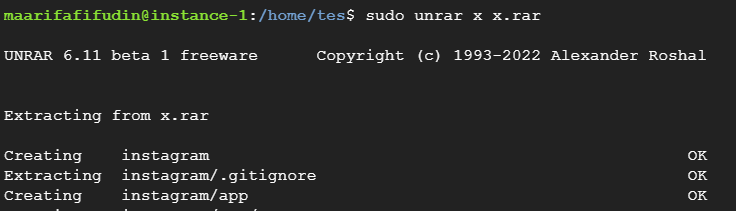 maarifafifudin@instance-1:/home/tes$ sudo unrar x x.rar
UNRAR 6.11 beta 1 freeware      Copyright (c) 1993-2022 Alexander Roshal
Extracting from x.rar
Creating    instagram                                                 OK
Extracting  instagram/.gitignore                                      OK
Creating    instagram/app                                             OK